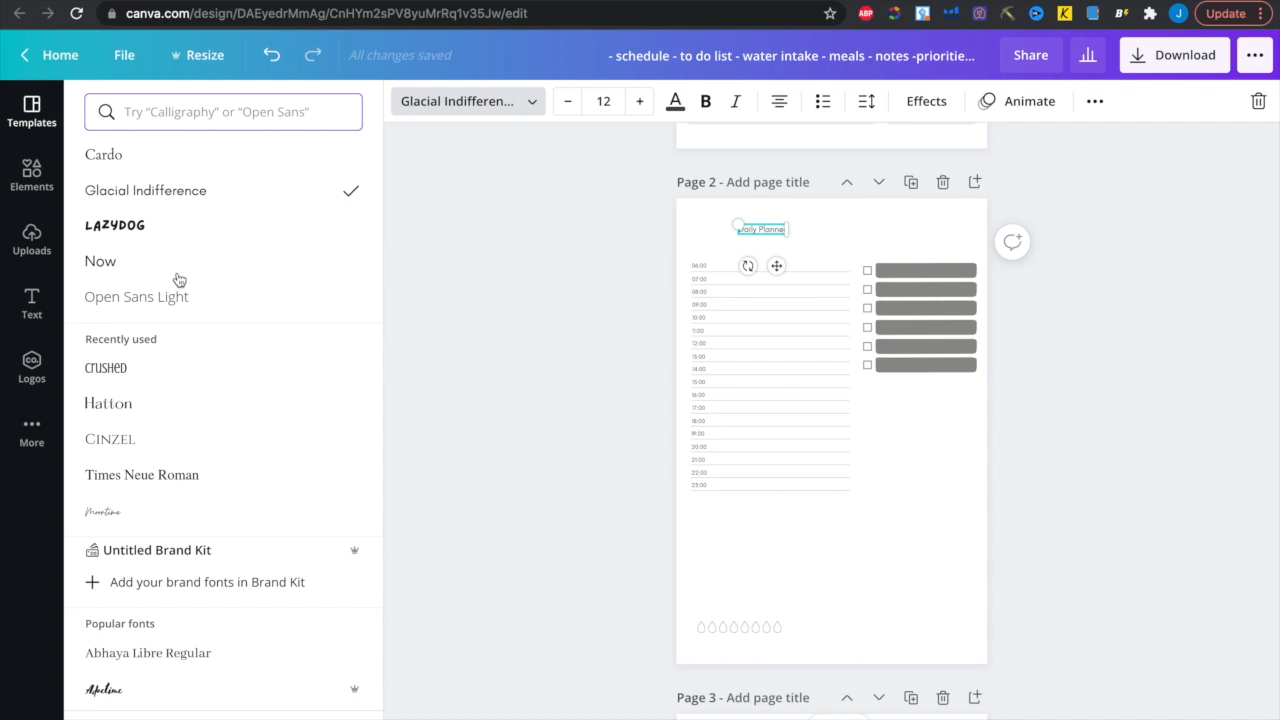 canva.com/design/DAEyedrMmAg/CnHYm2sPV8yuMrRq1v35Jw/edit
ABP
K
B
J
Update
Home
File
Resize
All changes saved
- schedule - to do list - water intake - meals - notes -prioritie...
Share
Download
Templates
Elements
Uploads
Text
co.
Logos
More
Try “Calligraphy” or “Open Sans”
Cardo
Glacial Indifference
LAZYDOG
Now
Open Sans Light
Recently used
crushed
Hatton
CINZEL
Times Neue Roman
Moontime
Untitled Brand Kit
Add your brand fonts in Brand Kit
Popular fonts
Abhaya Libre Regular
Glacial Indifferen...
12
A
B
I
Effects
Animate
Page 2 - Add page title
Daily Planne
06:00
07:00
08:00
09:00
10:00
11:00
12:00
13:00
14:00
15:00
16:00
17:00
18:00
19:00
20:00
21:00
22:00
23:00
Page 3 - Add page title